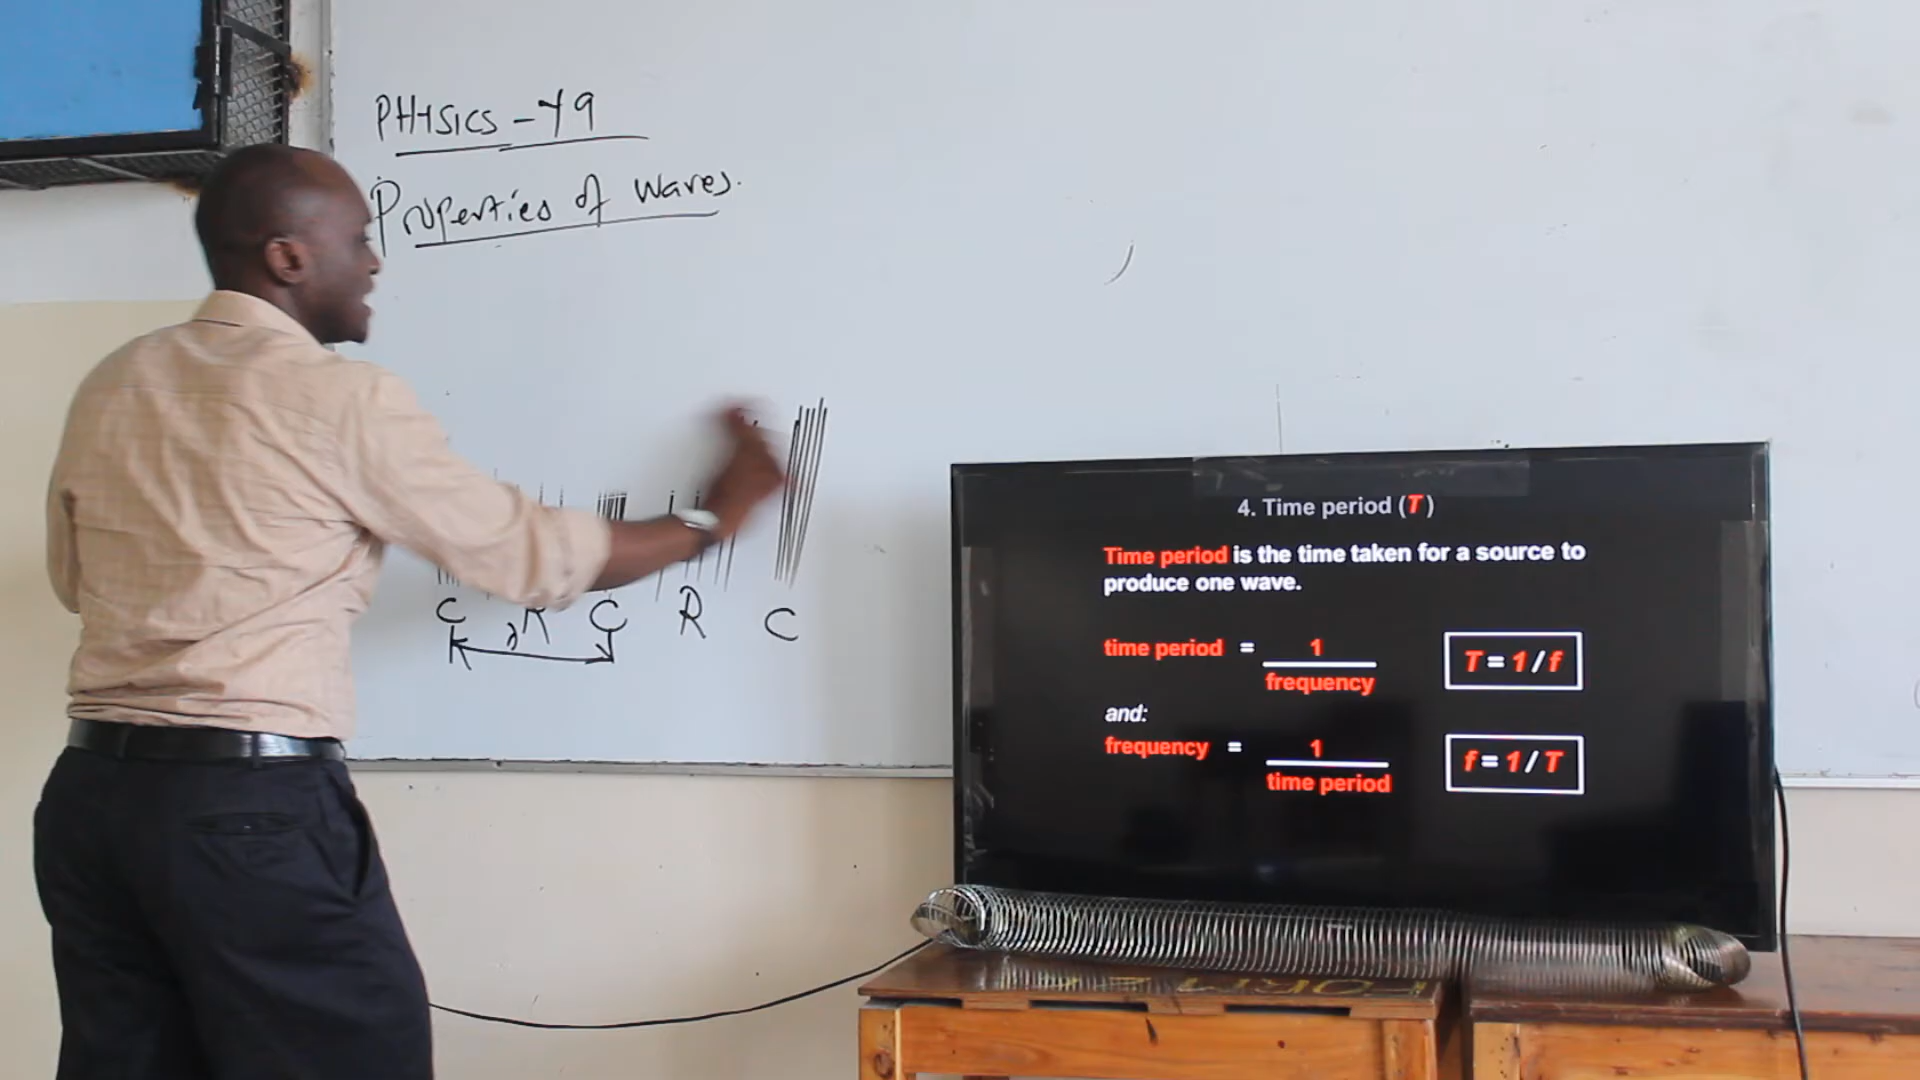 PHYSICS - Y9
Properties of waves.
C R C R C
λ
4. Time period (T)
Time period is the time taken for a source to
produce one wave.
time period = 1
frequency
T = 1 / f
and:
frequency = 1
time period
f = 1 / T